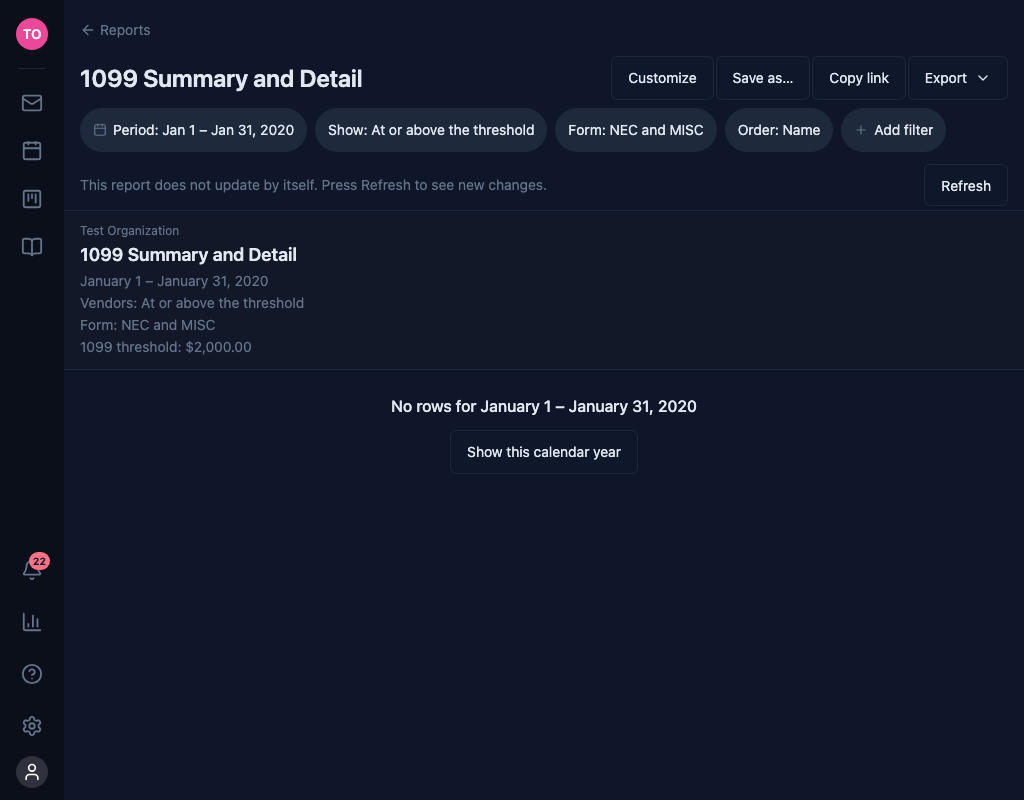 TO
Reports
1099 Summary and Detail
Customize
Save as...
Copy link
Export
Period: Jan 1 – Jan 31, 2020
Show: At or above the threshold
Form: NEC and MISC
Order: Name
Add filter
This report does not update by itself. Press Refresh to see new changes.
Refresh
Test Organization
1099 Summary and Detail
January 1 – January 31, 2020
Vendors: At or above the threshold
Form: NEC and MISC
1099 threshold: $2,000.00
No rows for January 1 – January 31, 2020
Show this calendar year
22